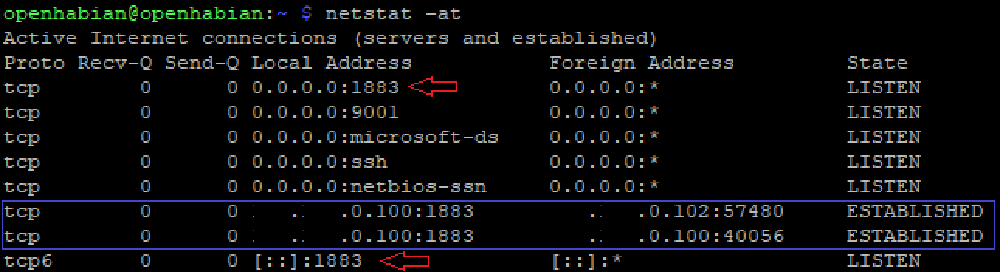 openhabian@openhabian:~ $ netstat -at
Active Internet connections (servers and established)
Proto Recv-Q Send-Q Local Address           Foreign Address         State
tcp        0      0 0.0.0.0:1883            0.0.0.0:*               LISTEN
tcp        0      0 0.0.0.0:9001            0.0.0.0:*               LISTEN
tcp        0      0 0.0.0.0:microsoft-ds    0.0.0.0:*               LISTEN
tcp        0      0 0.0.0.0:ssh             0.0.0.0:*               LISTEN
tcp        0      0 0.0.0.0:netbios-ssn     0.0.0.0:*               LISTEN
tcp        0      0    .   .0.100:1883         .   .0.102:57480     ESTABLISHED
tcp        0      0    .   .0.100:1883         .   .0.100:40056     ESTABLISHED
tcp6       0      0 [::]:1883               [::]:*                  LISTEN